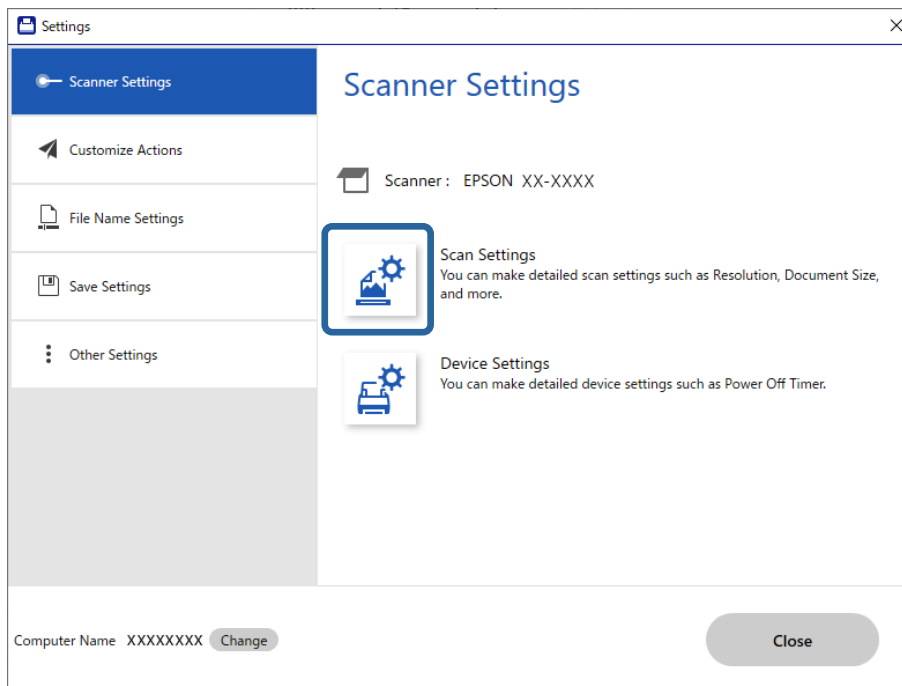 Settings
Scanner Settings
Customize Actions
File Name Settings
Save Settings
Other Settings
Scanner Settings
Scanner : EPSON XX-XXXX
Scan Settings
You can make detailed scan settings such as Resolution, Document Size,
and more.
Device Settings
You can make detailed device settings such as Power Off Timer.
Computer Name XXXXXXXX Change
Close